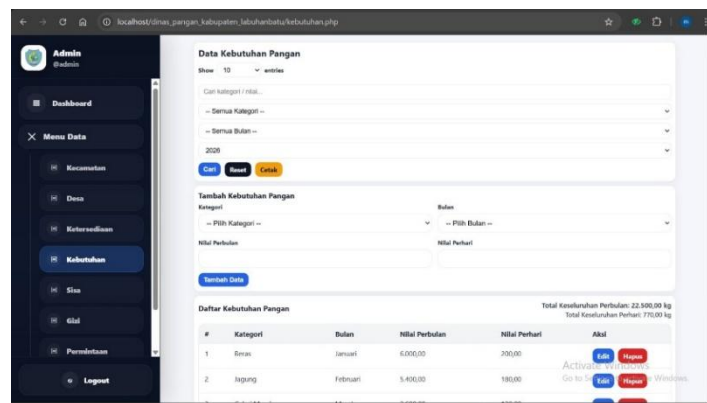 localhost/dinas_pangan_kabupaten_labuhanbatu/kebutuhan.php
Admin
@admin
Dashboard
Menu Data
Kecamatan
Desa
Ketersediaan
Kebutuhan
Sisa
Gizi
Permintaan
Logout
Data Kebutuhan Pangan
Show 10 entries
Cari kategori / nilai...
-- Semua Kategori --
-- Semua Bulan --
2026
Cari Reset Cetak
Tambah Kebutuhan Pangan
Kategori Bulan
-- Pilih Kategori -- -- Pilih Bulan --
Nilai Perbulan Nilai Perhari
Tambah Data
Daftar Kebutuhan Pangan
Total Keseluruhan Perbulan: 22.500,00 kg
Total Keseluruhan Perhari: 770,00 kg
# Kategori Bulan Nilai Perbulan Nilai Perhari Aksi
1 Beras Januari 6.000,00 200,00 Edit Hapus
2 Jagung Februari 5.400,00 180,00 Edit Hapus
Activate Windows
Go to Windows.